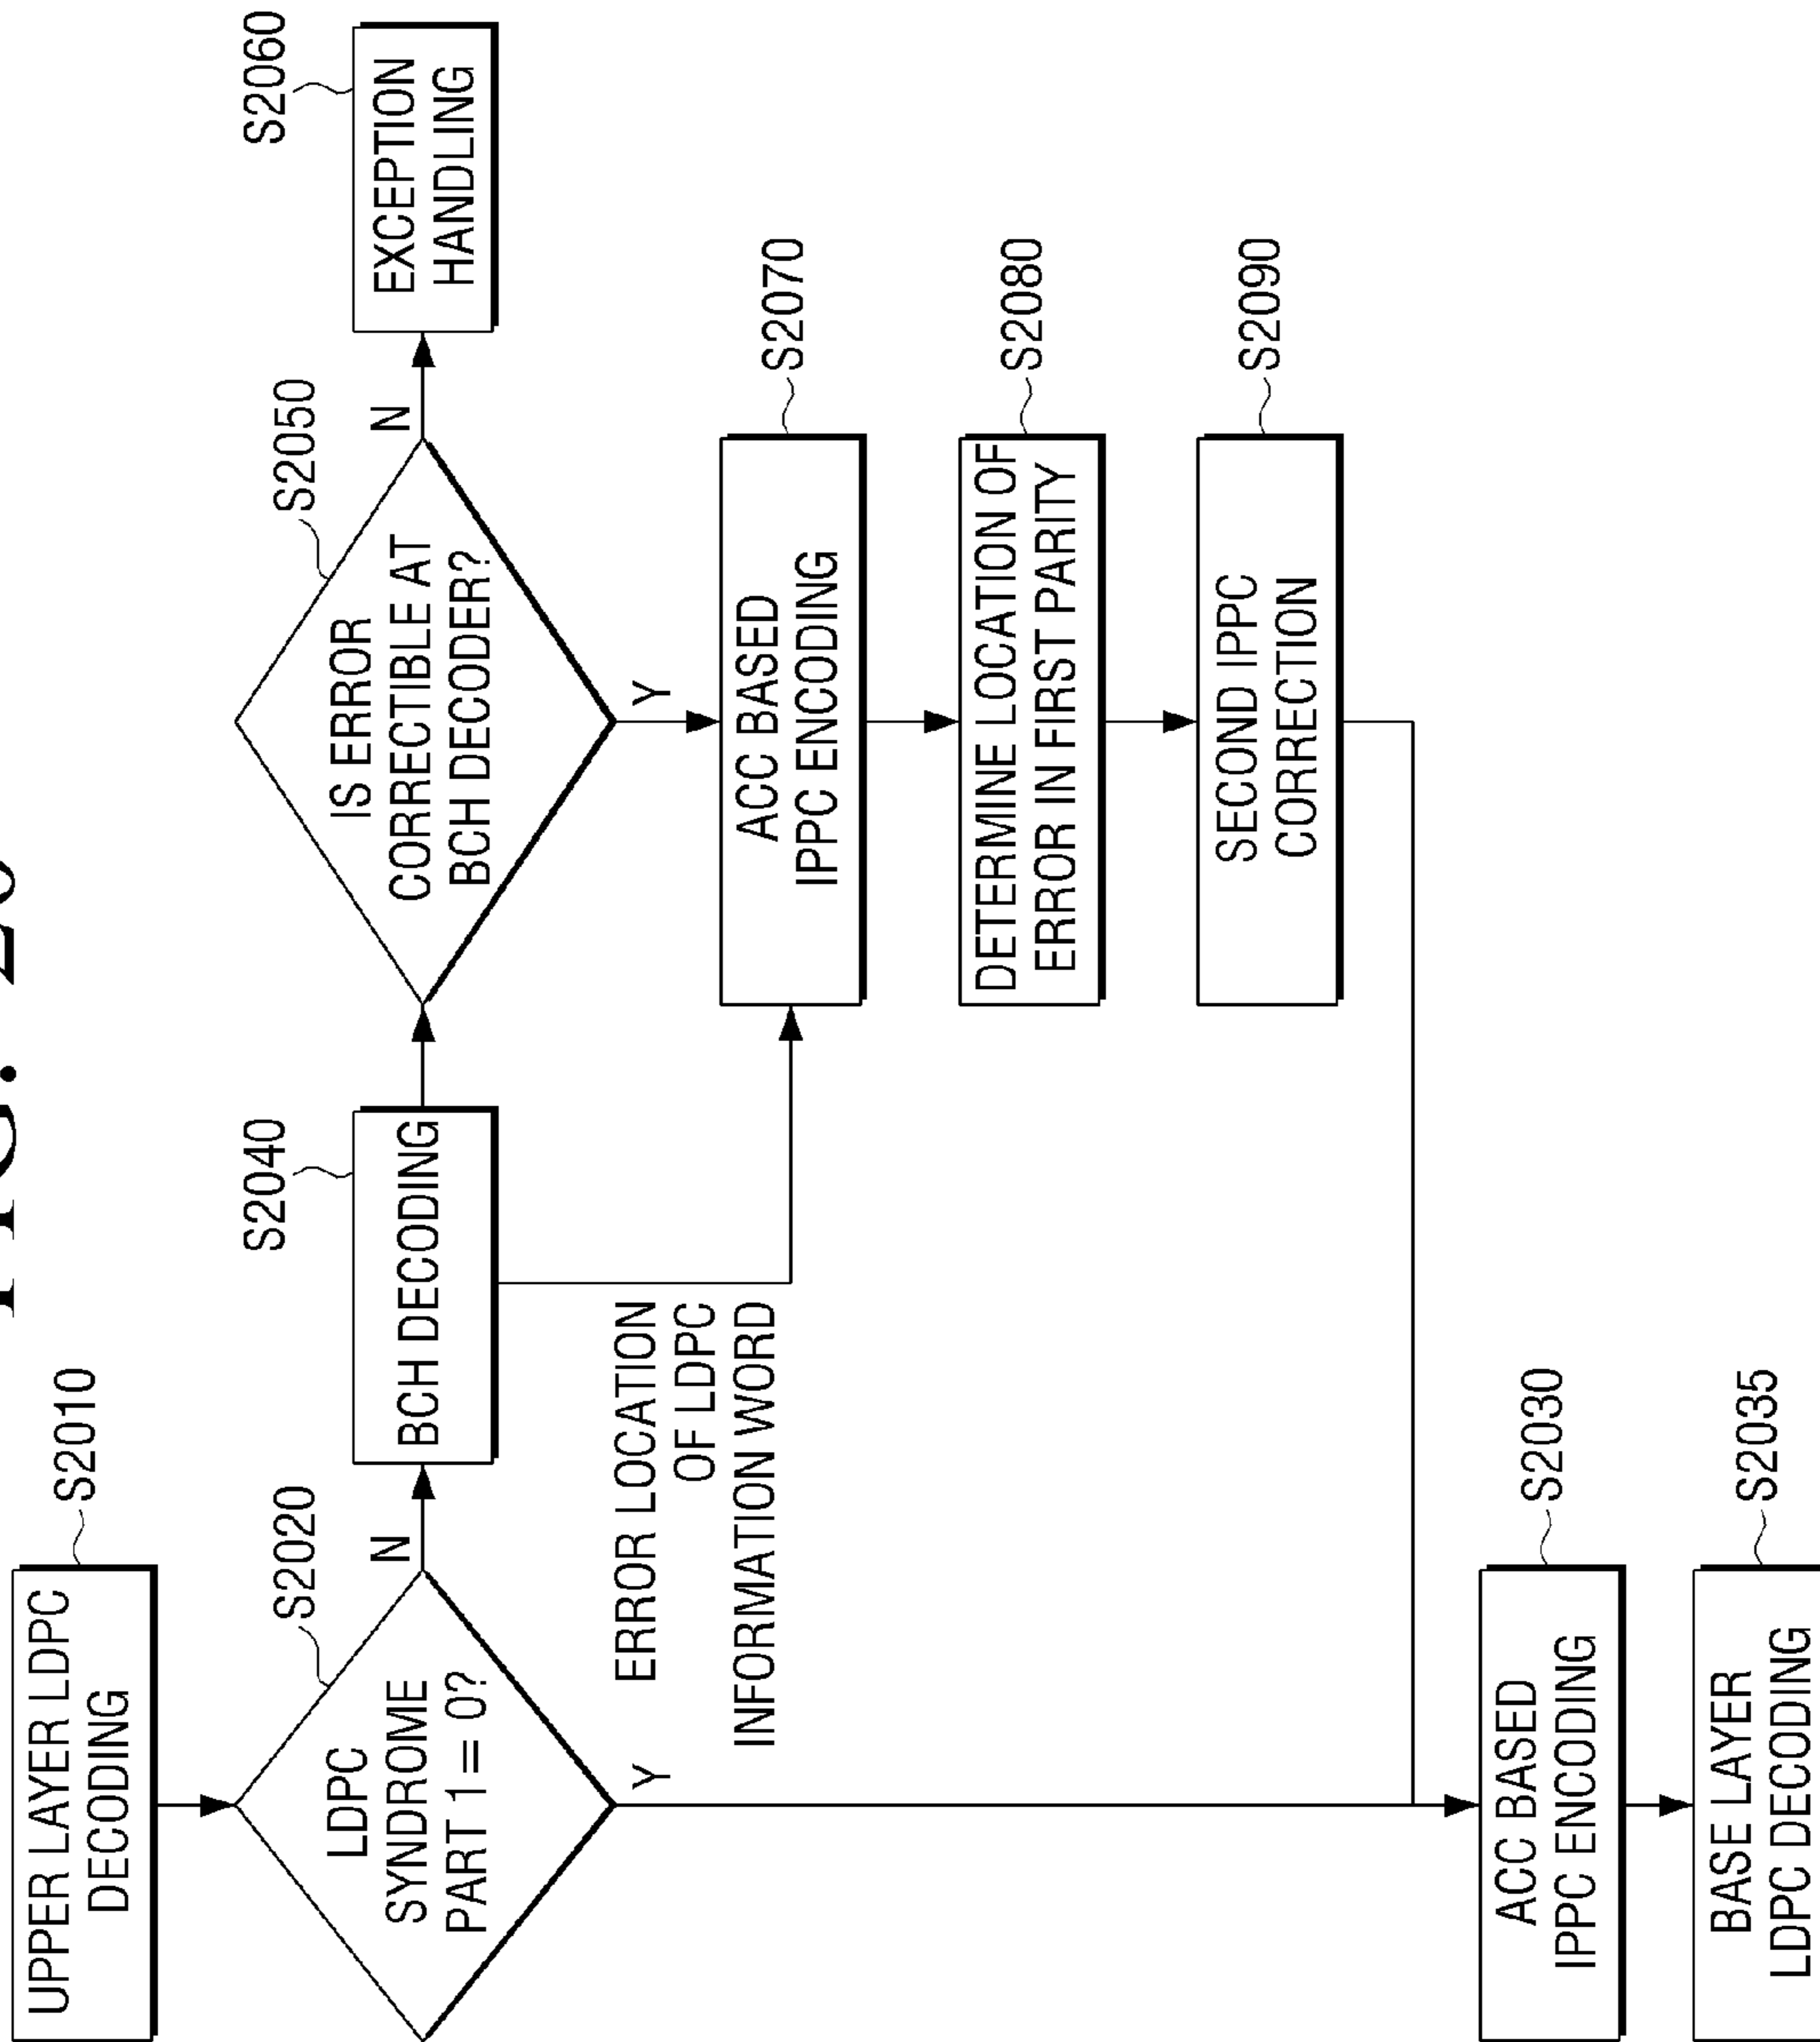 FIG. 20
UPPER LAYER LDPC
DECODING
S2010
LDPC
SYNDROME
PART 1 = 0?
S2020
N
Y
BCH DECODING
S2040
IS ERROR
CORRECTIBLE AT
BCH DECODER?
S2050
N
Y
EXCEPTION
HANDLING
S2060
ERROR LOCATION
OF LDPC
INFORMATION WORD
ACC BASED
IPPC ENCODING
S2070
DETERMINE LOCATION OF
ERROR IN FIRST PARITY
S2080
SECOND IPPC
CORRECTION
S2090
ACC BASED
IPPC ENCODING
S2030
BASE LAYER
LDPC DECODING
S2035